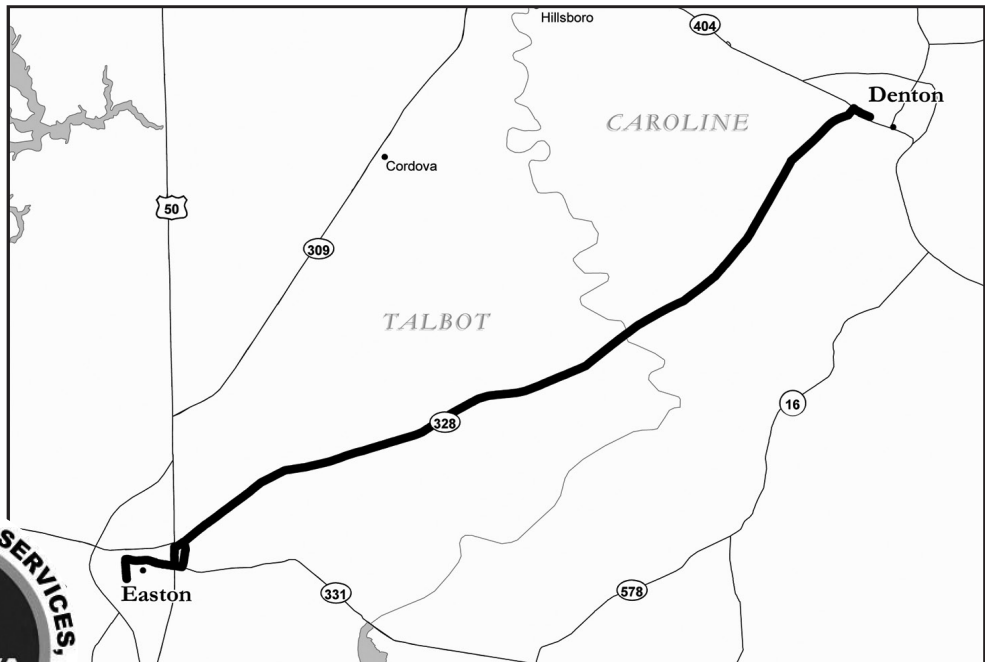 Hillsboro
404
Denton
CAROLINE
Cordova
50
309
TALBOT
16
328
SERVICES,
Easton
331
578